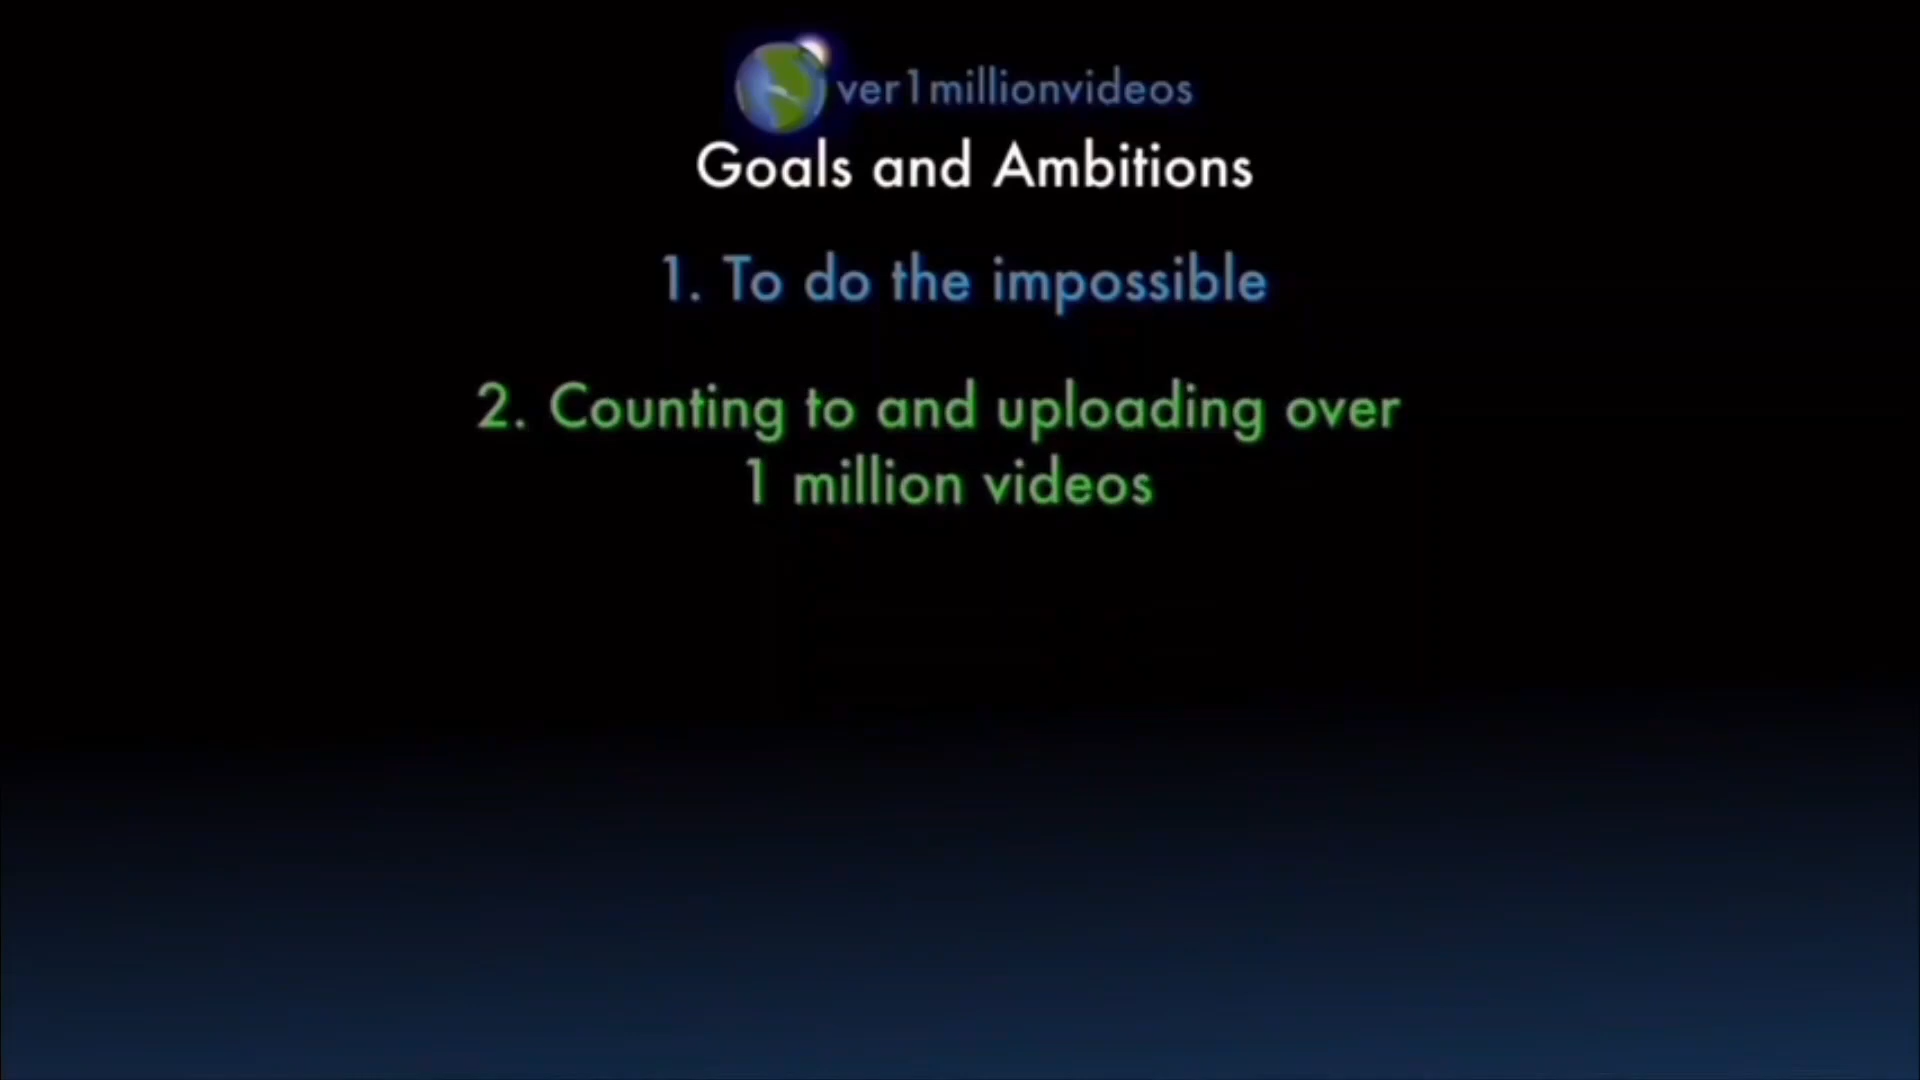 ver1millionvideos
Goals and Ambitions
1. To do the impossible
2. Counting to and uploading over
1 million videos